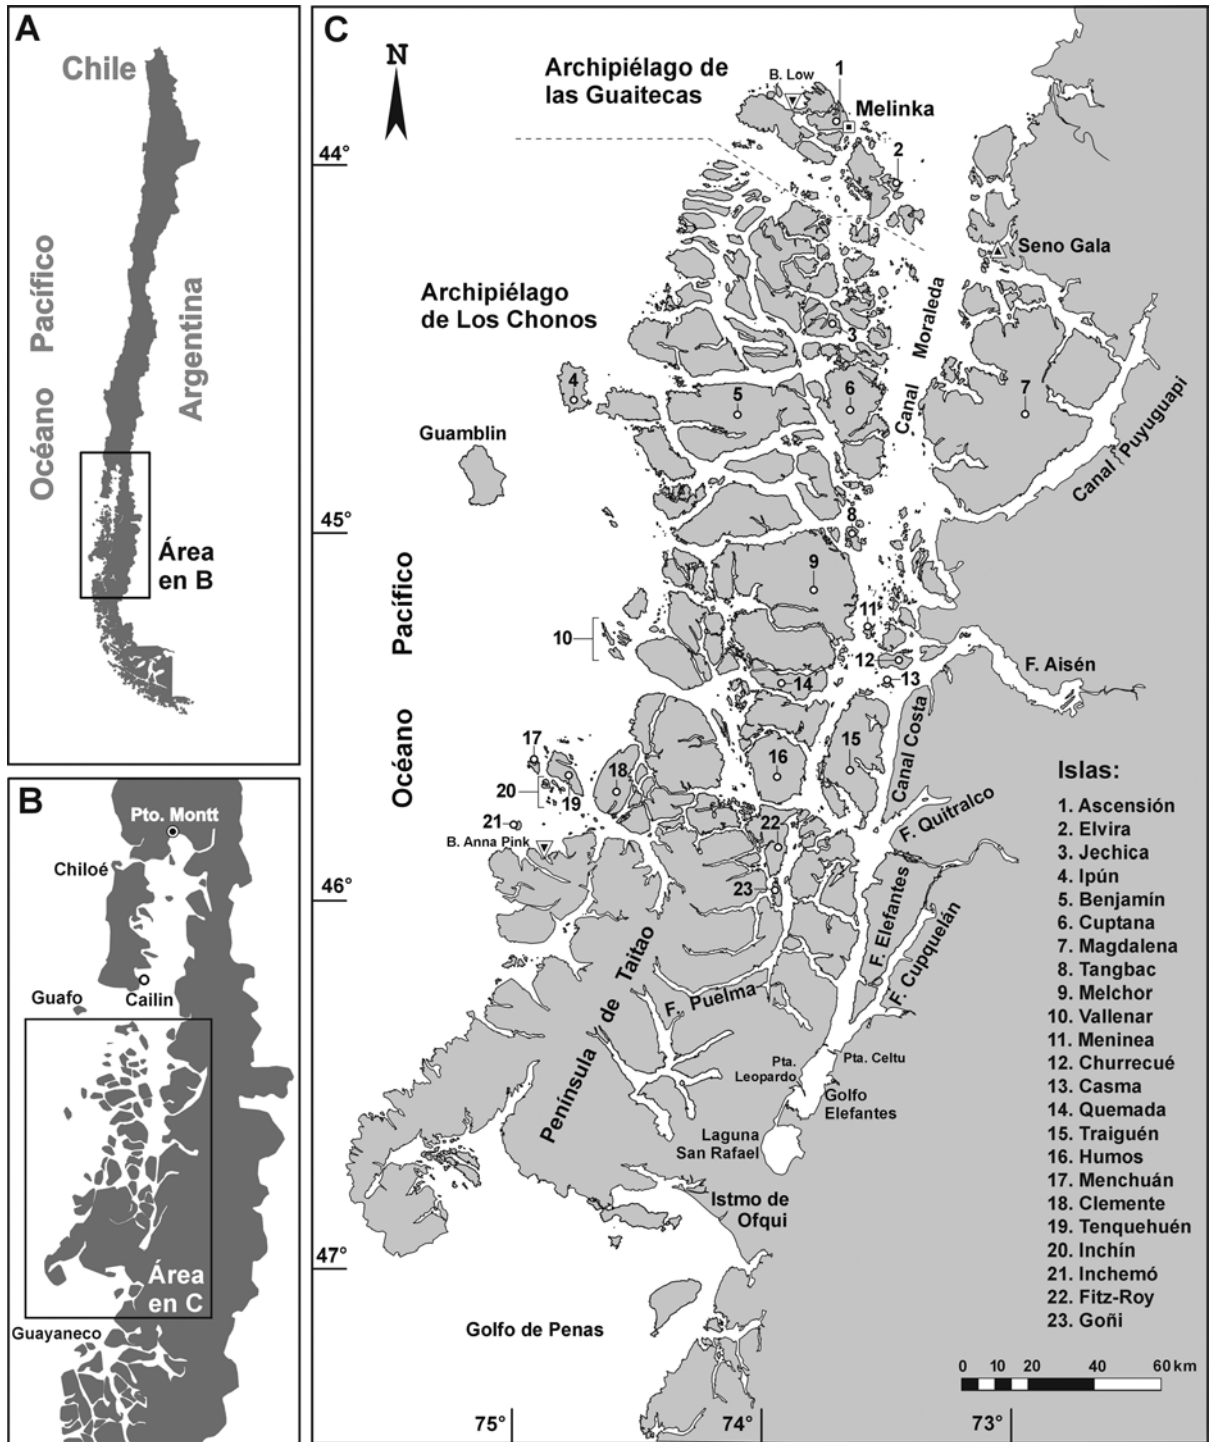 A
Chile
Océano Pacífico
Argentina
Área
en B
B
Pto. Montt
Chiloé
Cailin
Guafo
Área
en C
Guayaneco
C
N
Archipiélago de
las Guaitecas
B. Low
1
Melinka
2
44°
Seno Gala
Archipiélago
de Los Chonos
3
Canal Moraleda
4
5
6
7
Guamblin
Canal Puyuguapi
8
45°
9
Océano Pacífico
10
11
12
F. Aisén
13
14
17
15
16
18
Canal Costa
20
19
21
22
F. Quitralco
B. Anna Pink
23
46°
F. Elefantes
F. Cupquelán
Península de Taitao
F. Puelma
Pta.
Leopardo
Pta. Celtu
Golfo
Elefantes
Laguna
San Rafael
Istmo de
Ofqui
47°
Golfo de Penas
Islas:
1. Ascensión
2. Elvira
3. Jechica
4. Ipún
5. Benjamín
6. Cuptana
7. Magdalena
8. Tangbac
9. Melchor
10. Vallenar
11. Meninea
12. Churrecué
13. Casma
14. Quemada
15. Traiguén
16. Humos
17. Menchuán
18. Clemente
19. Tenquehuén
20. Inchín
21. Inchemó
22. Fitz-Roy
23. Goñi
0 10 20 40 60 km
75° 74° 73°